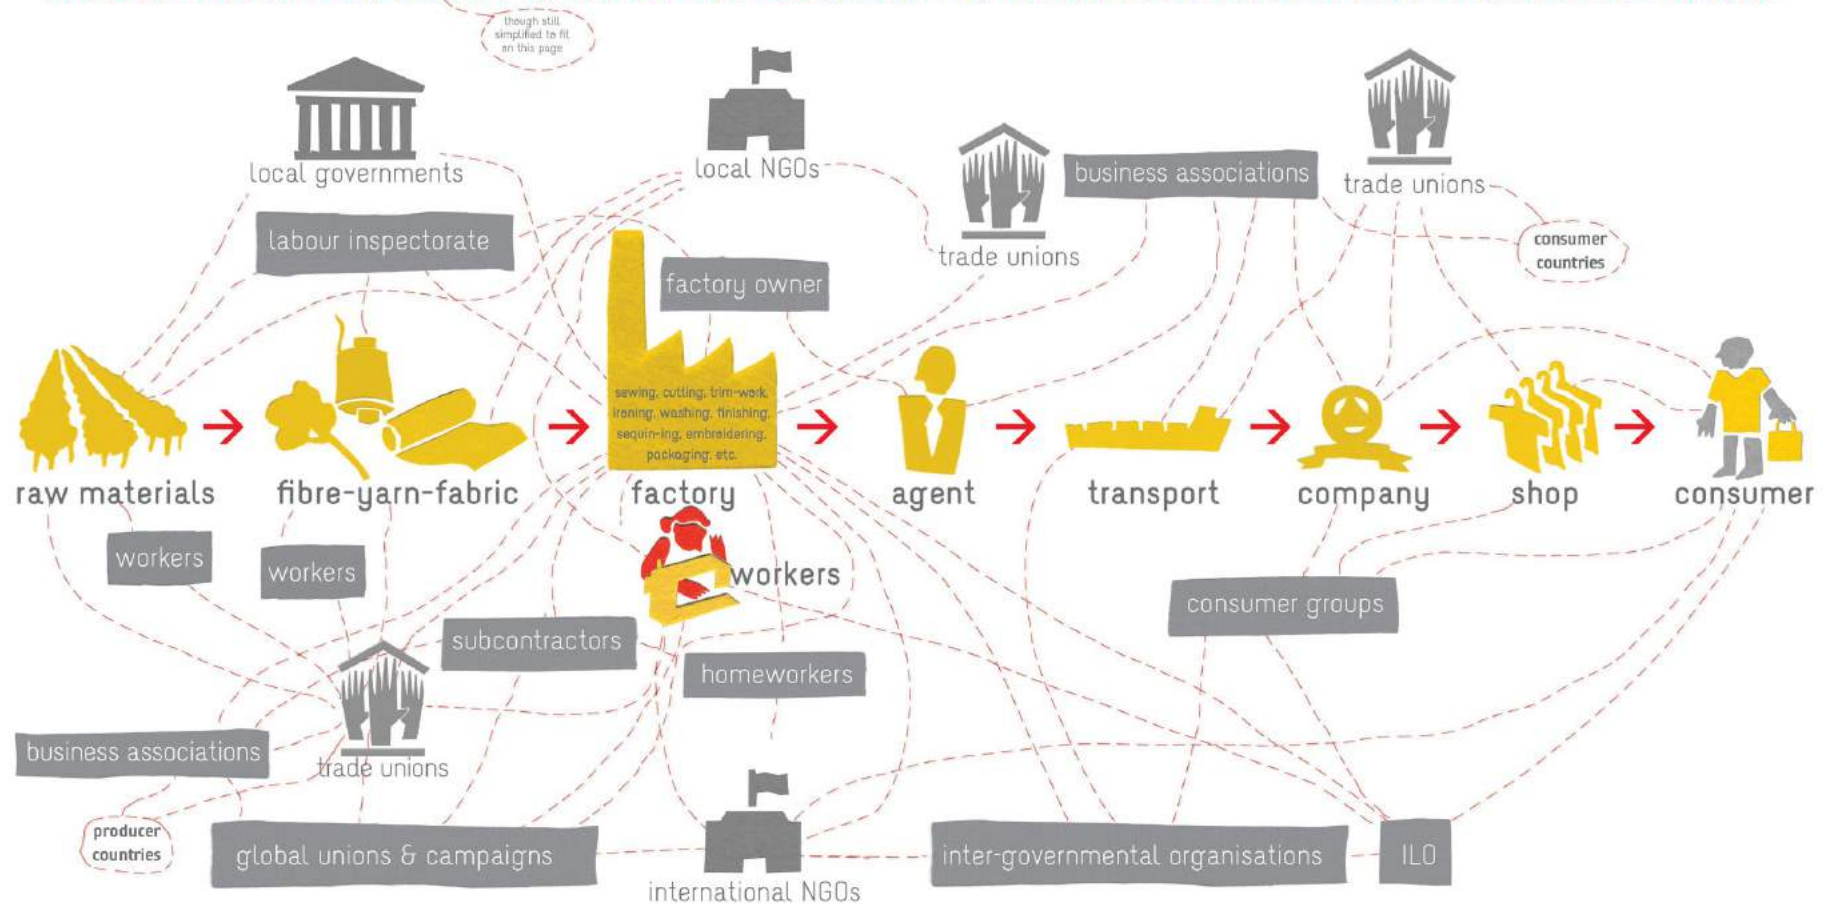 though still
simplified to fit
on this page
local governments
local NGOs
business associations
trade unions
labour inspectorate
trade unions
consumer
countries
factory owner
sewing, cutting, trim-work,
ironing, washing, finishing,
sequin-ing, embroidering,
packaging, etc.
raw materials
fibre-yarn-fabric
factory
agent
transport
company
shop
consumer
workers
workers
workers
consumer groups
subcontractors
homeworkers
business associations
trade unions
producer
countries
global unions & campaigns
international NGOs
inter-governmental organisations
ILO